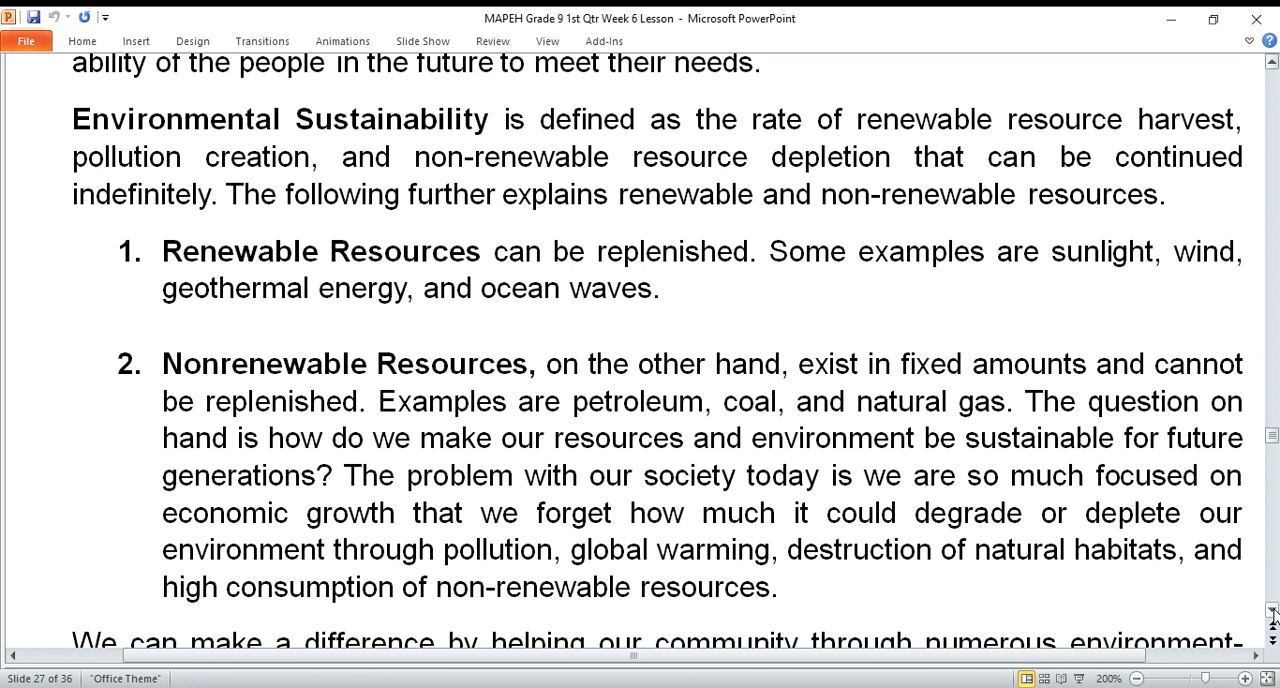 MAPEH Grade 9 1st Qtr Week 6 Lesson - Microsoft PowerPoint
File Home Insert Design Transitions Animations Slide Show Review View Add-Ins
ability of the people in the future to meet their needs.
Environmental Sustainability is defined as the rate of renewable resource harvest,
pollution creation, and non-renewable resource depletion that can be continued
indefinitely. The following further explains renewable and non-renewable resources.
1. Renewable Resources can be replenished. Some examples are sunlight, wind,
geothermal energy, and ocean waves.
2. Nonrenewable Resources, on the other hand, exist in fixed amounts and cannot
be replenished. Examples are petroleum, coal, and natural gas. The question on
hand is how do we make our resources and environment be sustainable for future
generations? The problem with our society today is we are so much focused on
economic growth that we forget how much it could degrade or deplete our
environment through pollution, global warming, destruction of natural habitats, and
high consumption of non-renewable resources.
We can make a difference by helping our community through numerous environment-
Slide 27 of 36 "Office Theme" 200%